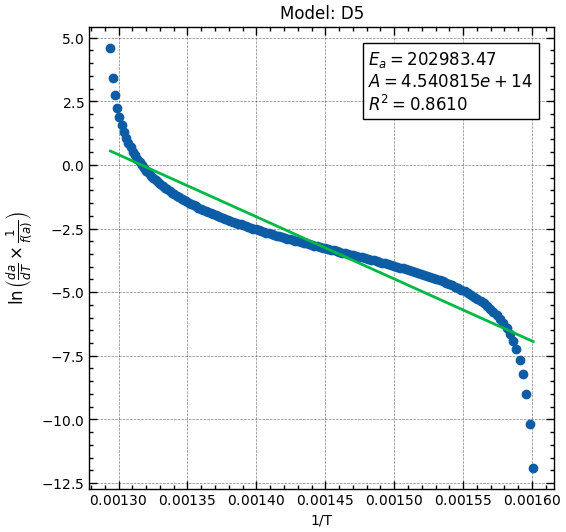 Model: D5
E_a = 202983.47
A = 4.540815e + 14
R² = 0.8610
5.0
2.5
0.0
−2.5
−5.0
−7.5
−10.0
−12.5
ln (da/dT × 1/f(a))
0.00130 0.00135 0.00140 0.00145 0.00150 0.00155 0.00160
1/T